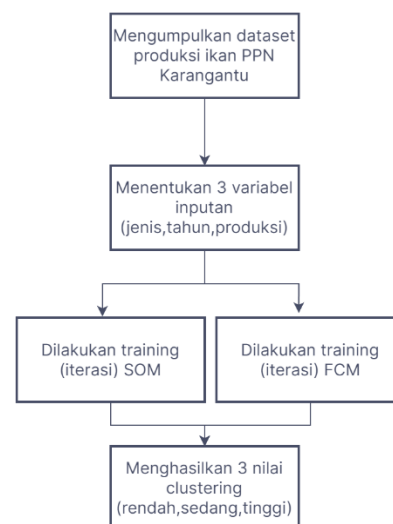 Mengumpulkan dataset
produksi ikan PPN
Karangantu
Menentukan 3 variabel
inputan
(jenis,tahun,produksi)
Dilakukan training
(iterasi) SOM
Dilakukan training
(iterasi) FCM
Menghasilkan 3 nilai
clustering
(rendah,sedang,tinggi)